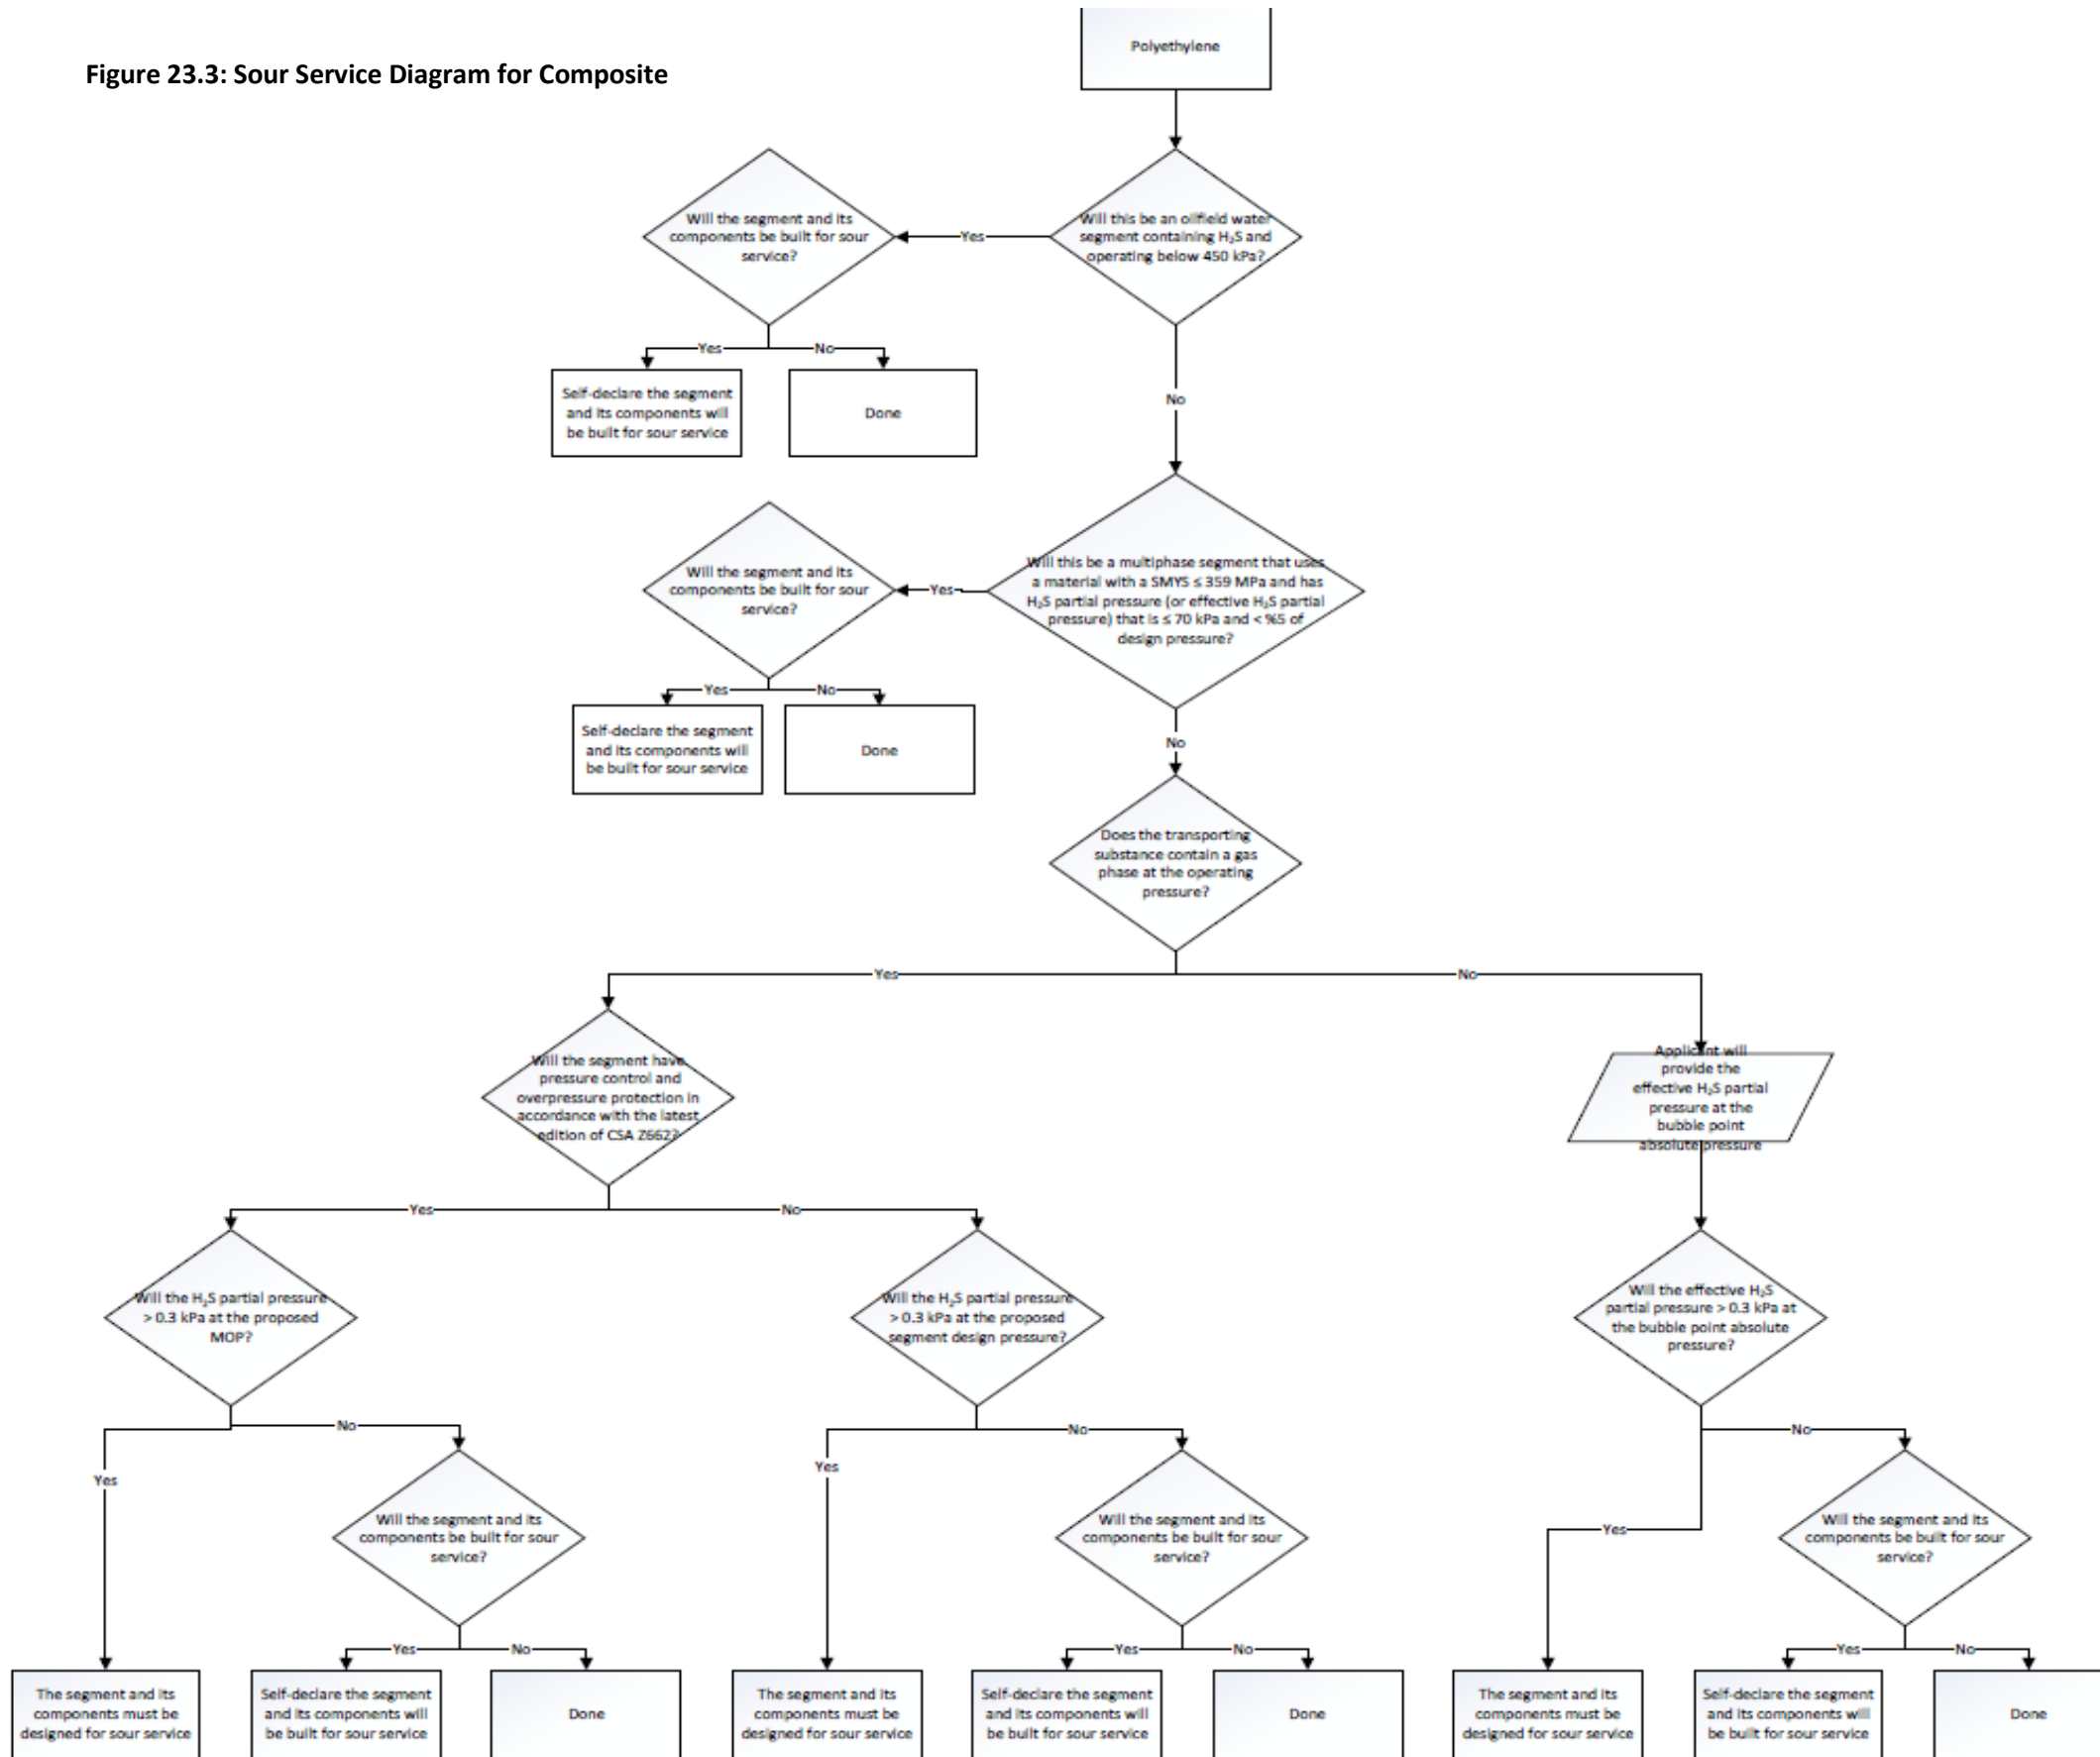 Polyethylene
Figure 23.3: Sour Service Diagram for Composite
Will the segment and its
components be built for sour
service?
Yes
Will this be an oilfield water
segment containing H₂S and
operating below 450 kPa?
Yes
No
Self-declare the segment
and its components will
be built for sour service
Done
No
Will the segment and its
components be built for sour
service?
Yes
Will this be a multiphase segment that uses
a material with a SMYS ≤ 359 MPa and has
H₂S partial pressure (or effective H₂S partial
pressure) that is ≤ 70 kPa and < %5 of
design pressure?
Yes
No
Self-declare the segment
and its components will
be built for sour service
Done
No
Does the transporting
substance contain a gas
phase at the operating
pressure?
Yes
No
Will the segment have
pressure control and
overpressure protection in
accordance with the latest
edition of CSA Z662?
Applicant will
provide the
effective H₂S partial
pressure at the
bubble point
absolute pressure
Yes
No
Will the H₂S partial pressure
> 0.3 kPa at the proposed
MOP?
Will the H₂S partial pressure
> 0.3 kPa at the proposed
segment design pressure?
Will the effective H₂S
partial pressure > 0.3 kPa at
the bubble point absolute
pressure?
Yes
No
Yes
No
Yes
No
Will the segment and its
components be built for sour
service?
Will the segment and its
components be built for sour
service?
Will the segment and its
components be built for sour
service?
Yes
No
Yes
No
Yes
No
The segment and its
components must be
designed for sour service
Self-declare the segment
and its components will
be built for sour service
Done
The segment and its
components must be
designed for sour service
Self-declare the segment
and its components will
be built for sour service
Done
The segment and its
components must be
designed for sour service
Self-declare the segment
and its components will
be built for sour service
Done